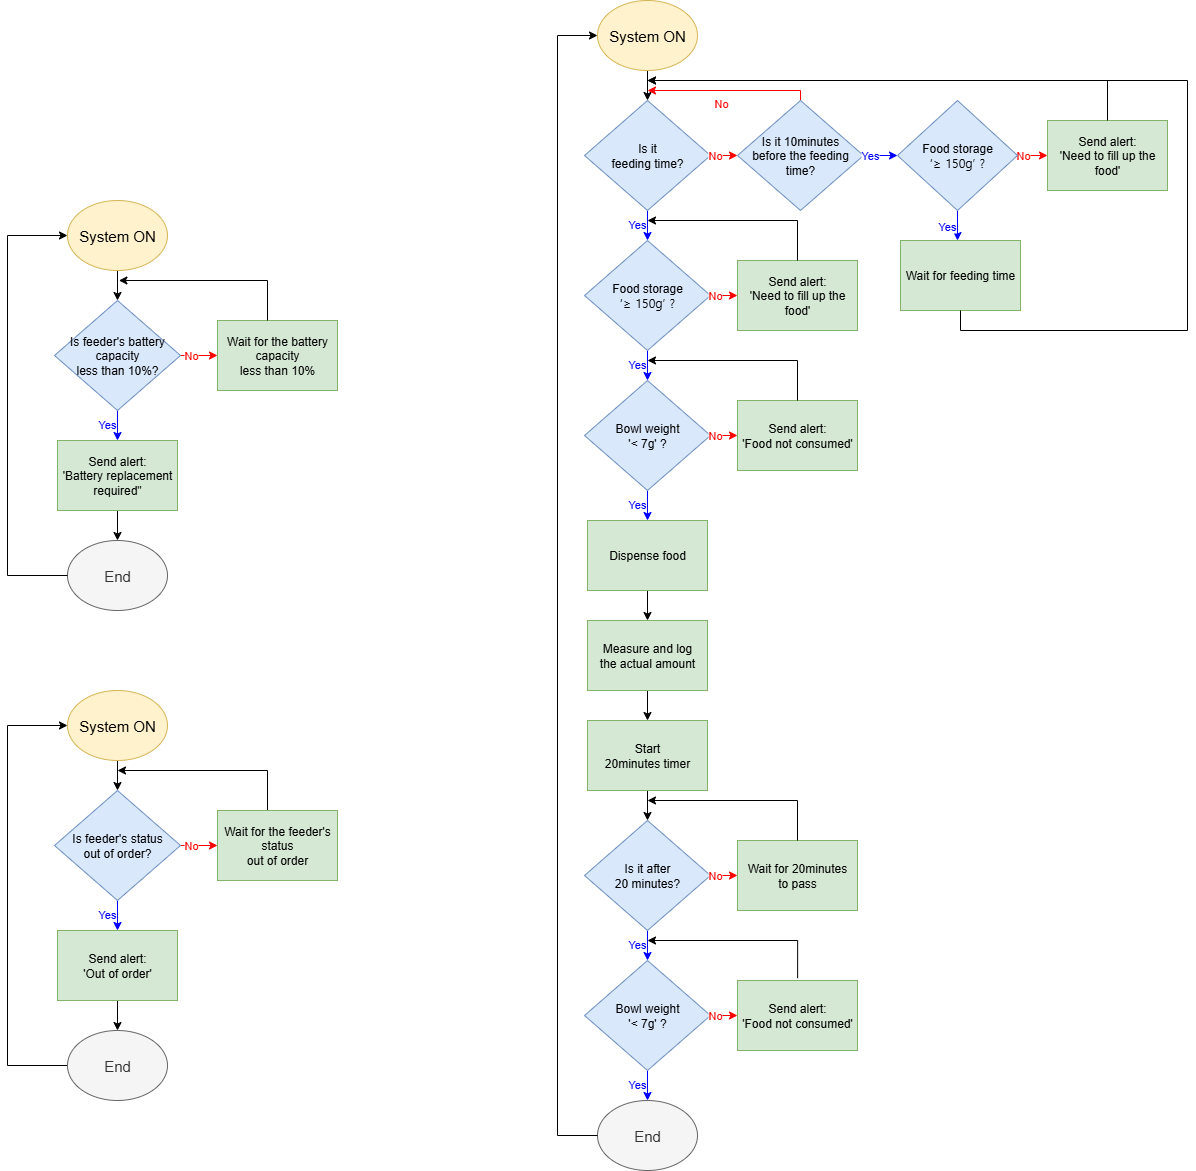 System ON
Is feeder's battery
capacity
less than 10%?
No
Wait for the battery
capacity
less than 10%
Yes
Send alert:
'Battery replacement
required"
End
System ON
Is feeder's status
out of order?
No
Wait for the feeder's
status
out of order
Yes
Send alert:
'Out of order'
End
System ON
No
Is it
feeding time?
No
Is it 10minutes
before the feeding
time?
Yes
Food storage
'≥ 150g' ?
No
Send alert:
'Need to fill up the
food'
Yes
Wait for feeding time
Yes
Food storage
'≥ 150g' ?
No
Send alert:
'Need to fill up the
food'
Yes
Bowl weight
'< 7g' ?
No
Send alert:
'Food not consumed'
Yes
Dispense food
Measure and log
the actual amount
Start
20minutes timer
Is it after
20 minutes?
No
Wait for 20minutes
to pass
Yes
Bowl weight
'< 7g' ?
No
Send alert:
'Food not consumed'
Yes
End